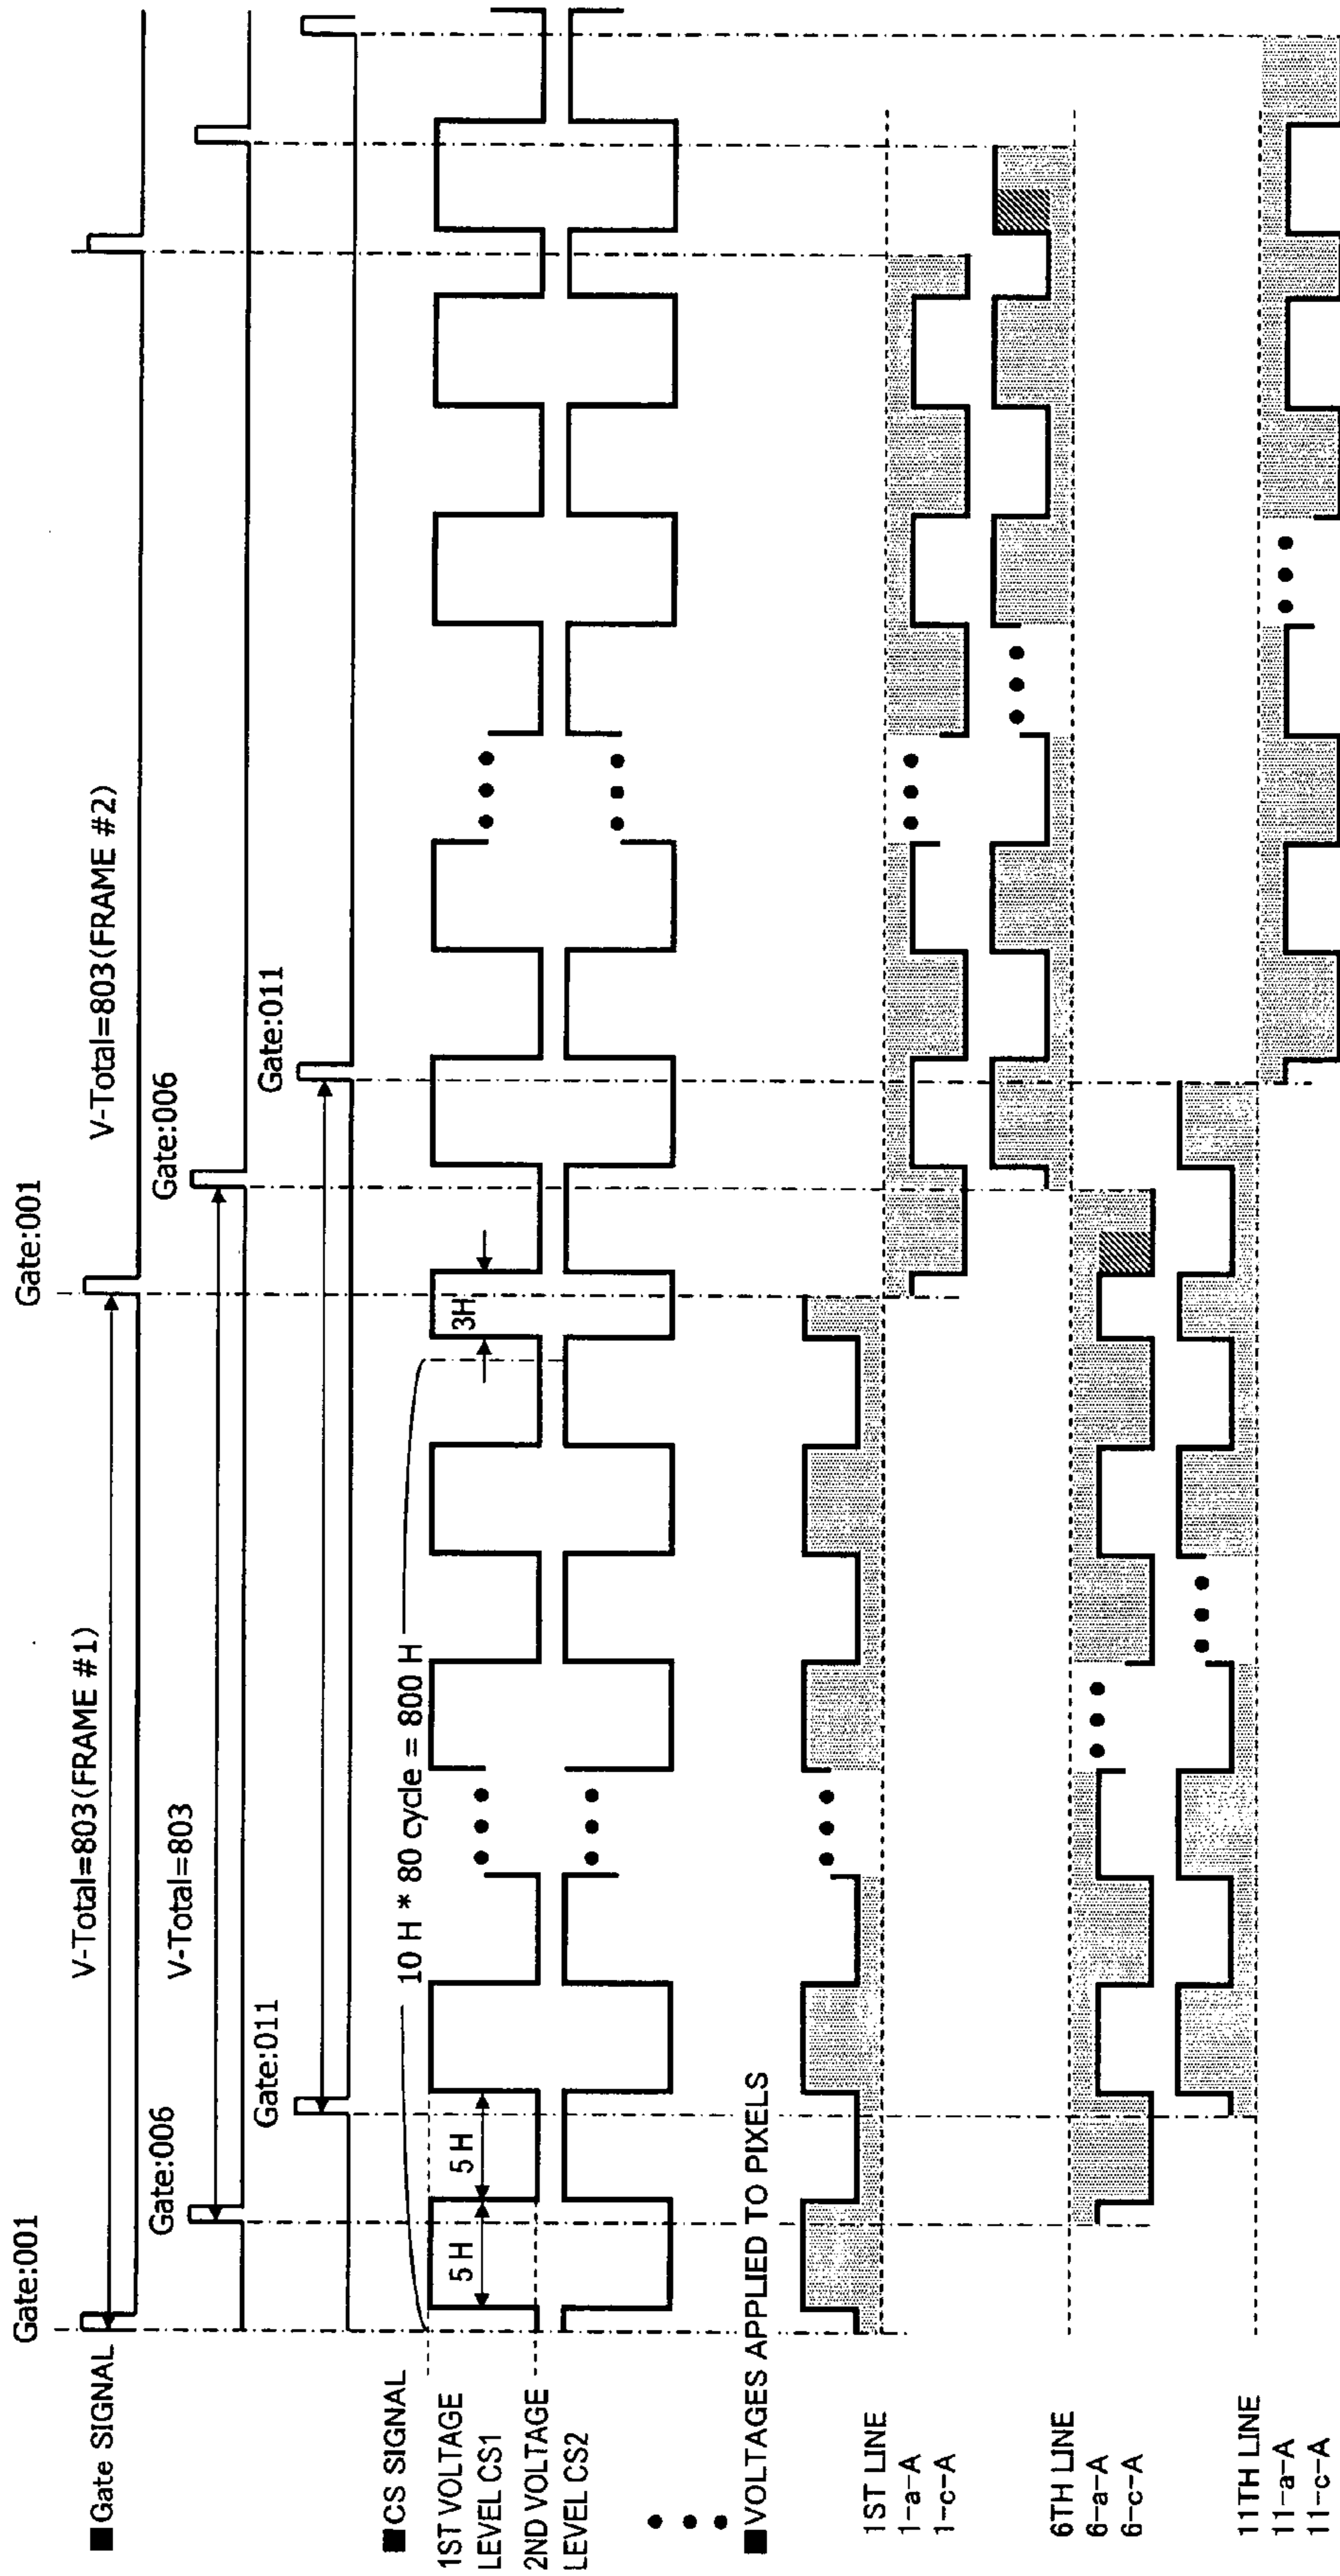 ■Gate SIGNAL
Gate:001
Gate:001
V-Total=803(FRAME #1)
V-Total=803(FRAME #2)
Gate:006
Gate:006
V-Total=803
Gate:011
Gate:011
■CS SIGNAL
10 H * 80 cycle = 800 H
1ST VOLTAGE
LEVEL CS1
5 H
5 H
3H
2ND VOLTAGE
LEVEL CS2
■VOLTAGES APPLIED TO PIXELS
1ST LINE
1-a-A
1-c-A
6TH LINE
6-a-A
6-c-A
11TH LINE
11-a-A
11-c-A